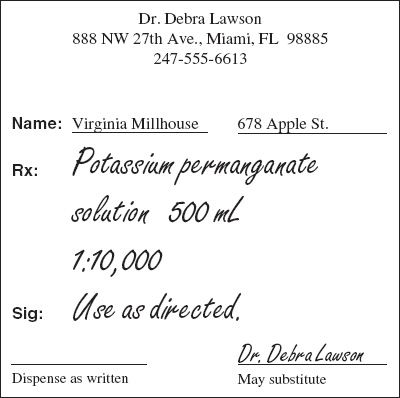 Dr. Debra Lawson
888 NW 27th Ave., Miami, FL 98885
247-555-6613
Name: Virginia Millhouse 678 Apple St.
Rx: Potassium permanganate
solution 500 mL
1:10,000
Sig: Use as directed.
Dr. Debra Lawson
Dispense as written May substitute